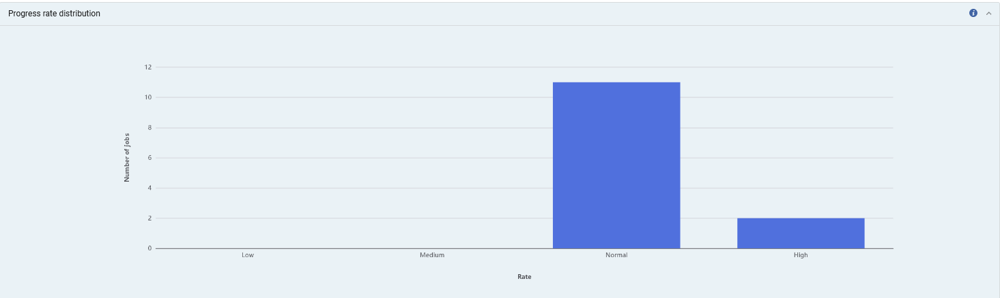 Progress rate distribution
i
12
10
8
6
4
2
0
Number of jobs
Low Medium Normal High
Rate